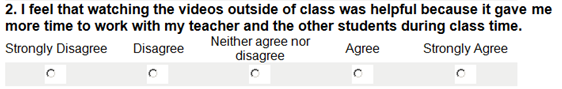 2. I feel that watching the videos outside of class was helpful because it gave me
more time to work with my teacher and the other students during class time.
Strongly Disagree Disagree Neither agree nor disagree Agree Strongly Agree